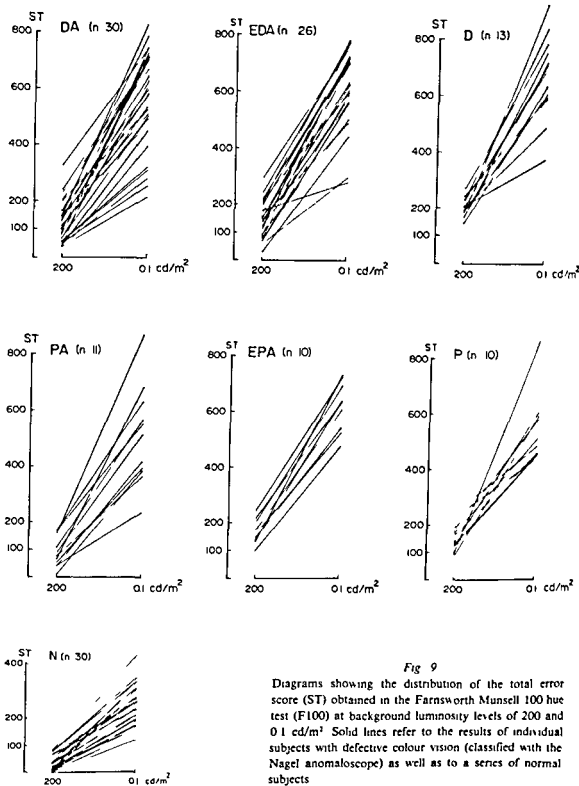 ST DA (n 30)
800
600
400
200
100
200 01 cd/m²
ST EDA (n 26)
800
600
400
200
100
200 01 cd/m²
ST D (n 13)
800
600
400
200
100
200 01 cd/m²
ST PA (n 11)
800
600
400
200
100
200 01 cd/m²
ST EPA (n 10)
800
600
400
200
100
200 01 cd/m²
ST P (n 10)
800
600
400
200
100
200 01 cd/m²
ST N (n 30)
400
200
100
200 01 cd/m²
Fig 9
Diagrams showing the distribution of the total error
score (ST) obtained in the Farnsworth Munsell 100 hue
test (F100) at background luminosity levels of 200 and
0 1 cd/m² Solid lines refer to the results of individual
subjects with defective colour vision (classified with the
Nagel anomaloscope) as well as to a series of normal
subjects